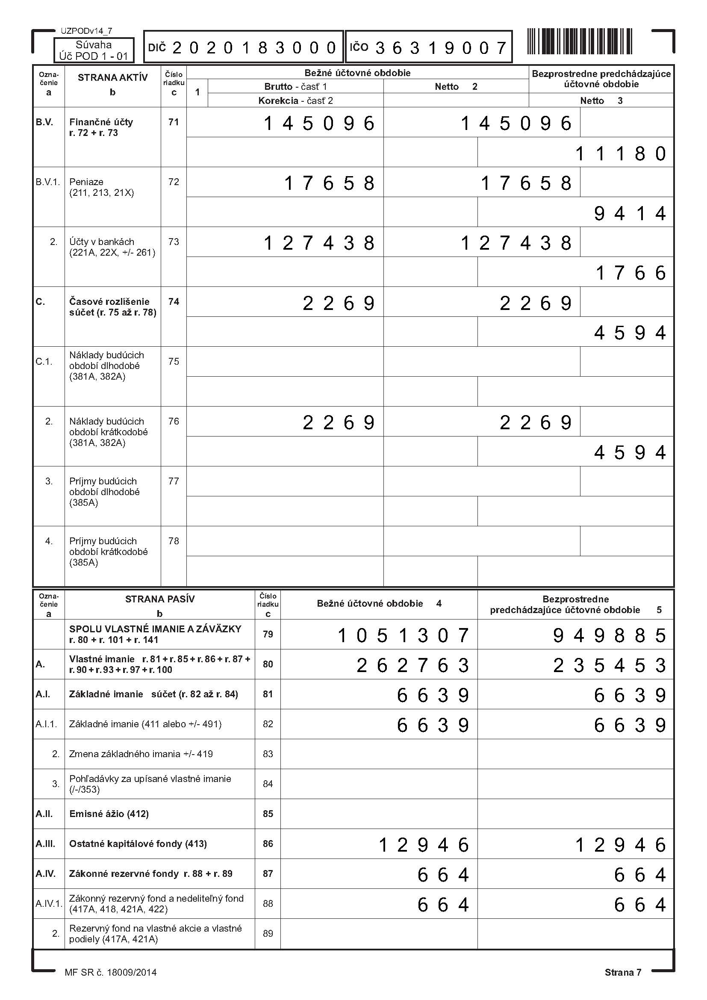 UZPODv14_7
Súvaha
Úč POD 1 - 01
DIČ 2020183000
IČO 36319007
Ozna-
čenie
a
STRANA AKTÍV
b
Číslo
riadku
c
Bežné účtovné obdobie
1
Brutto - časť 1
Korekcia - časť 2
Netto 2
Bezprostredne predchádzajúce
účtovné obdobie
Netto 3
B.V.
Finančné účty
r. 72 + r. 73
71
145096
145096
11180
B.V.1.
Peniaze
(211, 213, 21X)
72
17658
17658
9414
2.
Účty v bankách
(221A, 22X, +/- 261)
73
127438
127438
1766
C.
Časové rozlíšenie
súčet (r. 75 až r. 78)
74
2269
2269
4594
C.1.
Náklady budúcich
období dlhodobé
(381A, 382A)
75
2.
Náklady budúcich
období krátkodobé
(381A, 382A)
76
2269
2269
4594
3.
Príjmy budúcich
období dlhodobé
(385A)
77
4.
Príjmy budúcich
období krátkodobé
(385A)
78
Ozna-
čenie
a
STRANA PASÍV
b
Číslo
riadku
c
Bežné účtovné obdobie 4
Bezprostredne
predchádzajúce účtovné obdobie 5
SPOLU VLASTNÉ IMANIE A ZÁVÄZKY
r. 80 + r. 101 + r. 141
79
1051307
949885
A.
Vlastné imanie r. 81 + r. 85 + r. 86 + r. 87 +
r. 90 + r. 93 + r. 97 + r. 100
80
262763
235453
A.I.
Základné imanie súčet (r. 82 až r. 84)
81
6639
6639
A.I.1.
Základné imanie (411 alebo +/- 491)
82
6639
6639
2.
Zmena základného imania +/- 419
83
3.
Pohľadávky za upísané vlastné imanie
(/-/353)
84
A.II.
Emisné ážio (412)
85
A.III.
Ostatné kapitálové fondy (413)
86
12946
12946
A.IV.
Zákonné rezervné fondy r. 88 + r. 89
87
664
664
A.IV.1.
Zákonný rezervný fond a nedeliteľný fond
(417A, 418, 421A, 422)
88
664
664
2.
Rezervný fond na vlastné akcie a vlastné
podiely (417A, 421A)
89
MF SR č. 18009/2014
Strana 7